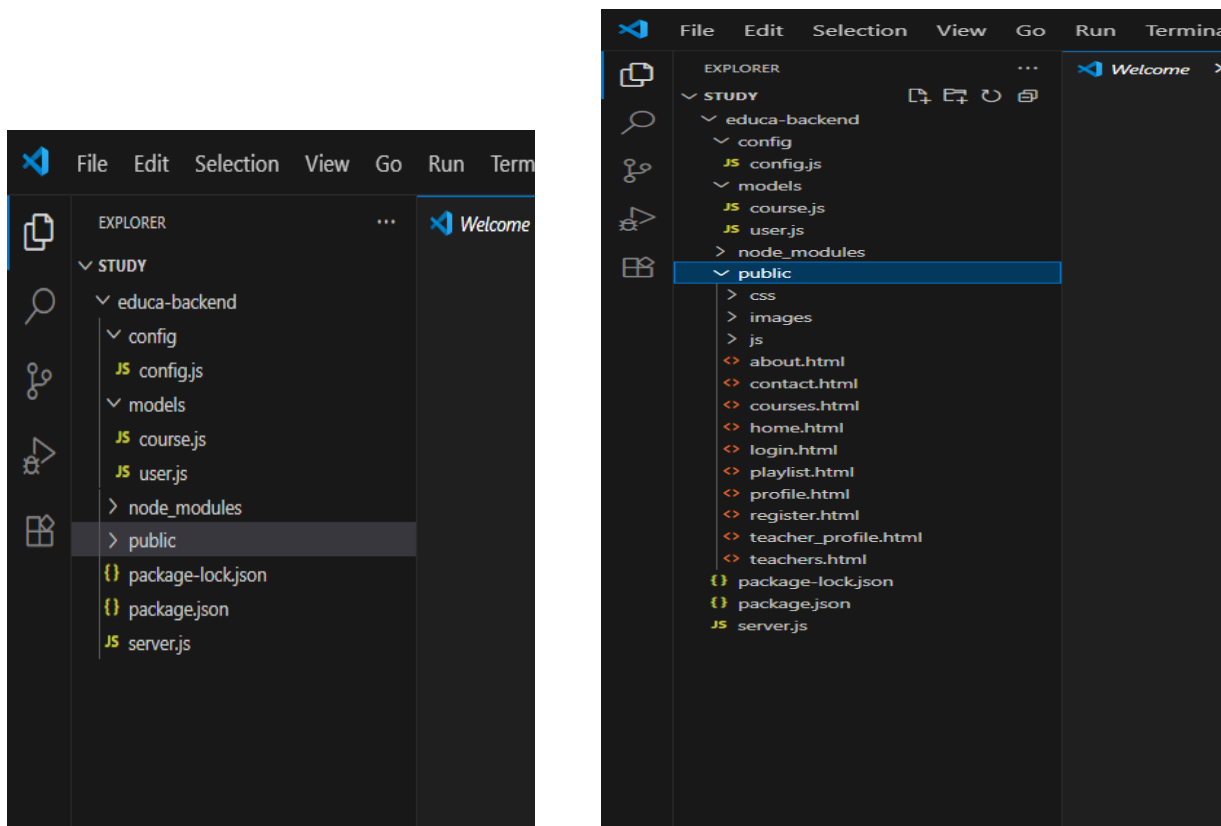 File Edit Selection View Go Run Term
EXPLORER ... Welcome
STUDY
educa-backend
config
JS config.js
models
JS course.js
JS user.js
node_modules
public
{} package-lock.json
{} package.json
JS server.js
File Edit Selection View Go Run Termina
EXPLORER ... Welcome
STUDY
educa-backend
config
JS config.js
models
JS course.js
JS user.js
node_modules
public
css
images
js
<> about.html
<> contact.html
<> courses.html
<> home.html
<> login.html
<> playlist.html
<> profile.html
<> register.html
<> teacher_profile.html
<> teachers.html
{} package-lock.json
{} package.json
JS server.js